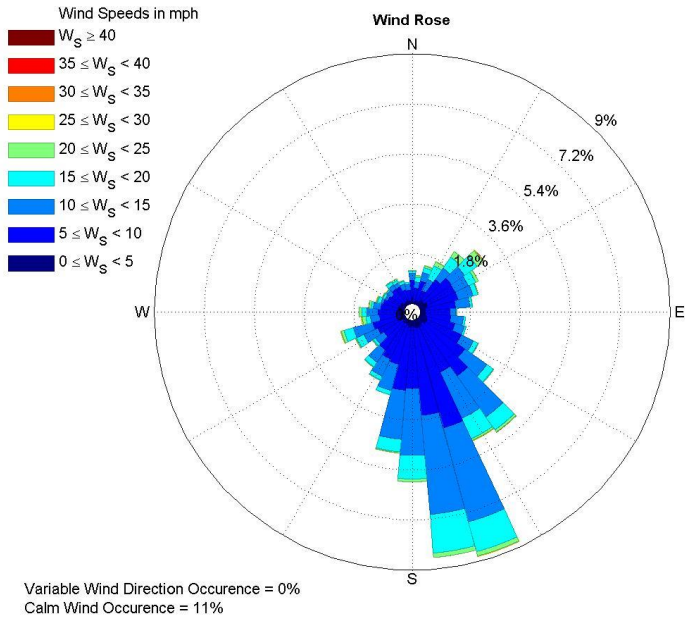 Wind Speeds in mph
W_S ≥ 40
35 ≤ W_S < 40
30 ≤ W_S < 35
25 ≤ W_S < 30
20 ≤ W_S < 25
15 ≤ W_S < 20
10 ≤ W_S < 15
5 ≤ W_S < 10
0 ≤ W_S < 5
Wind Rose
N
9%
7.2%
5.4%
3.6%
1.8%
W
%
E
S
Variable Wind Direction Occurence = 0%
Calm Wind Occurence = 11%